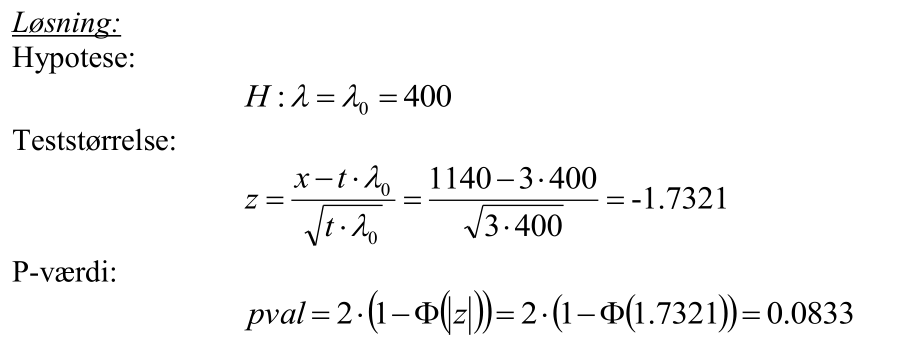 Løsning:
Hypotese:
H : λ = λ₀ = 400
Teststørrelse:
z = (x − t · λ₀) / √(t · λ₀) = (1140 − 3 · 400) / √(3 · 400) = -1.7321
P-værdi:
pval = 2 · (1 − Φ(|z|)) = 2 · (1 − Φ(1.7321)) = 0.0833